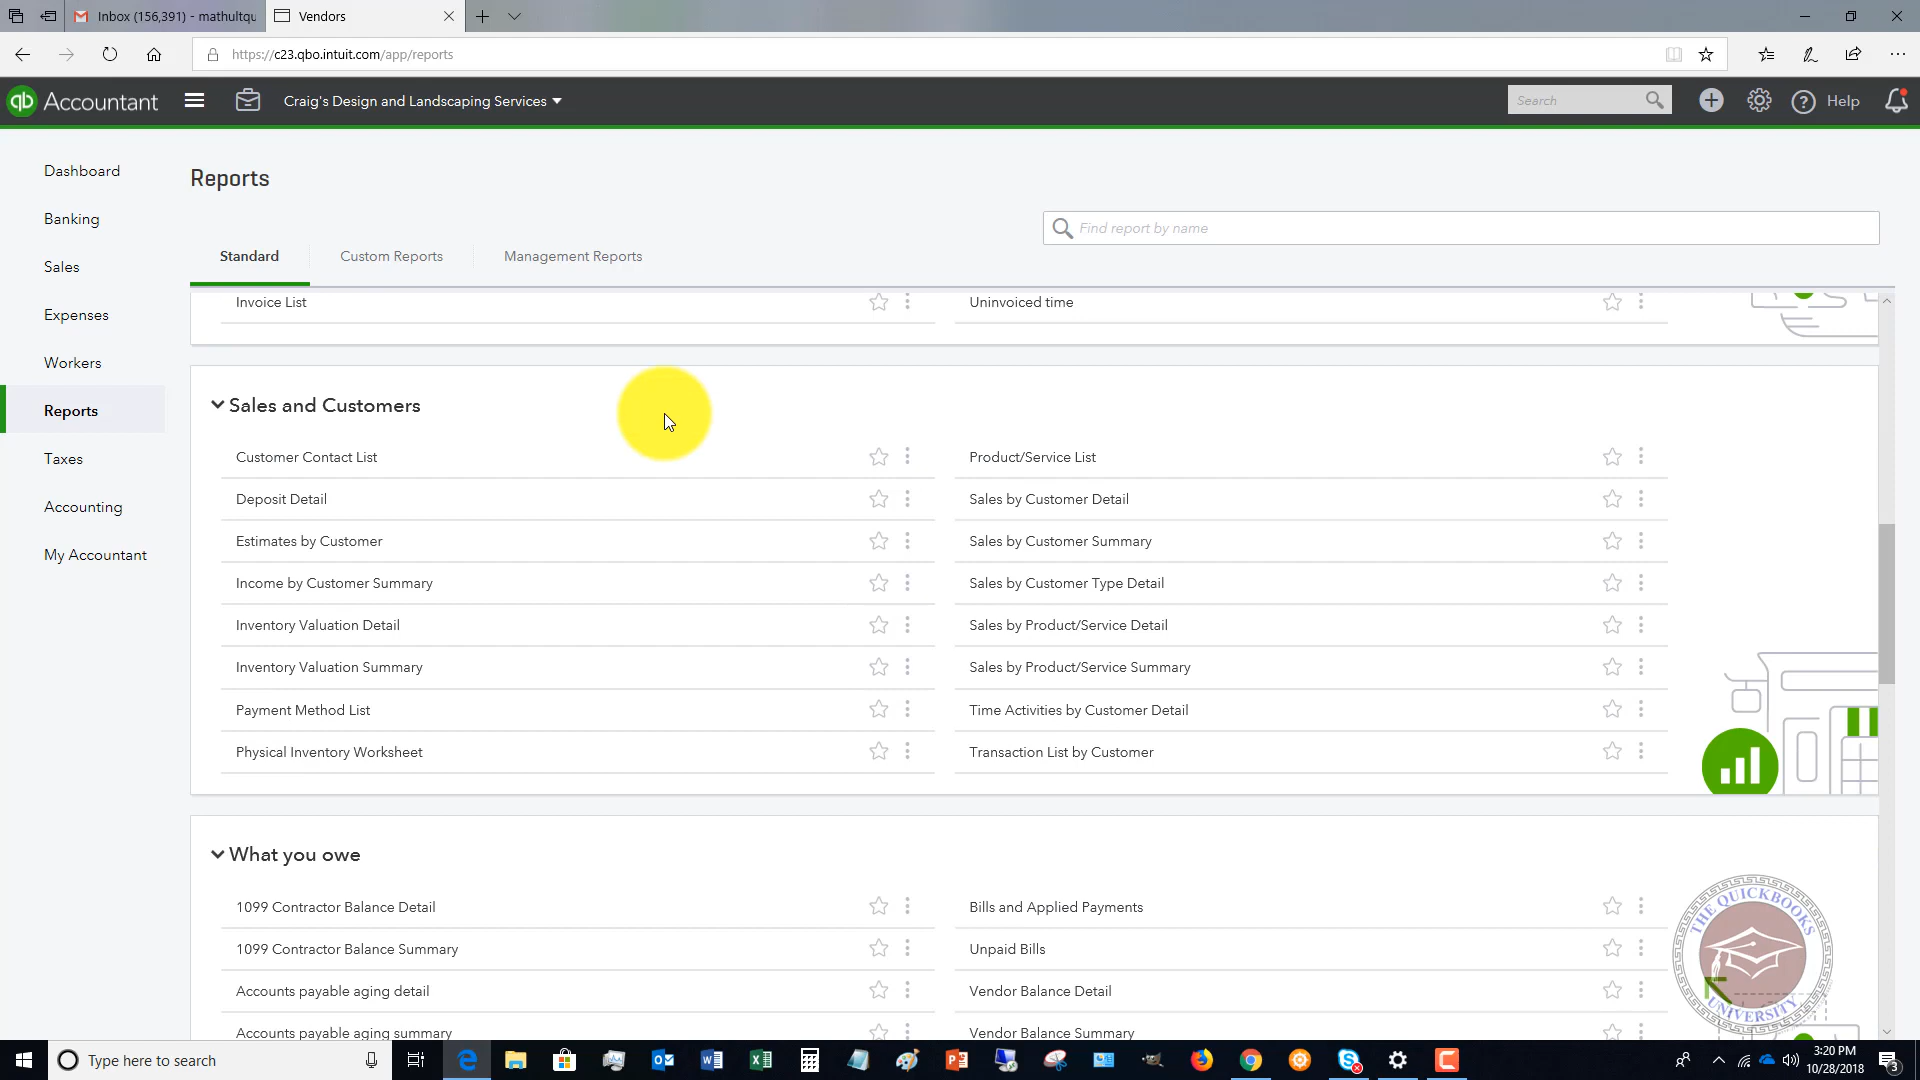 Inbox (156,391) - mathultqu
Vendors
https://c23.qbo.intuit.com/app/reports
qb Accountant
Craig's Design and Landscaping Services
Search
Help
Dashboard
Banking
Sales
Expenses
Workers
Reports
Taxes
Accounting
My Accountant
Reports
Find report by name
Standard
Custom Reports
Management Reports
Invoice List
Uninvoiced time
Sales and Customers
Customer Contact List
Product/Service List
Deposit Detail
Sales by Customer Detail
Estimates by Customer
Sales by Customer Summary
Income by Customer Summary
Sales by Customer Type Detail
Inventory Valuation Detail
Sales by Product/Service Detail
Inventory Valuation Summary
Sales by Product/Service Summary
Payment Method List
Time Activities by Customer Detail
Physical Inventory Worksheet
Transaction List by Customer
What you owe
1099 Contractor Balance Detail
Bills and Applied Payments
1099 Contractor Balance Summary
Unpaid Bills
Accounts payable aging detail
Vendor Balance Detail
Accounts payable aging summary
Vendor Balance Summary
THE QUICKBOOKS
UNIVERSITY
Type here to search
3:20 PM
10/28/2018
3